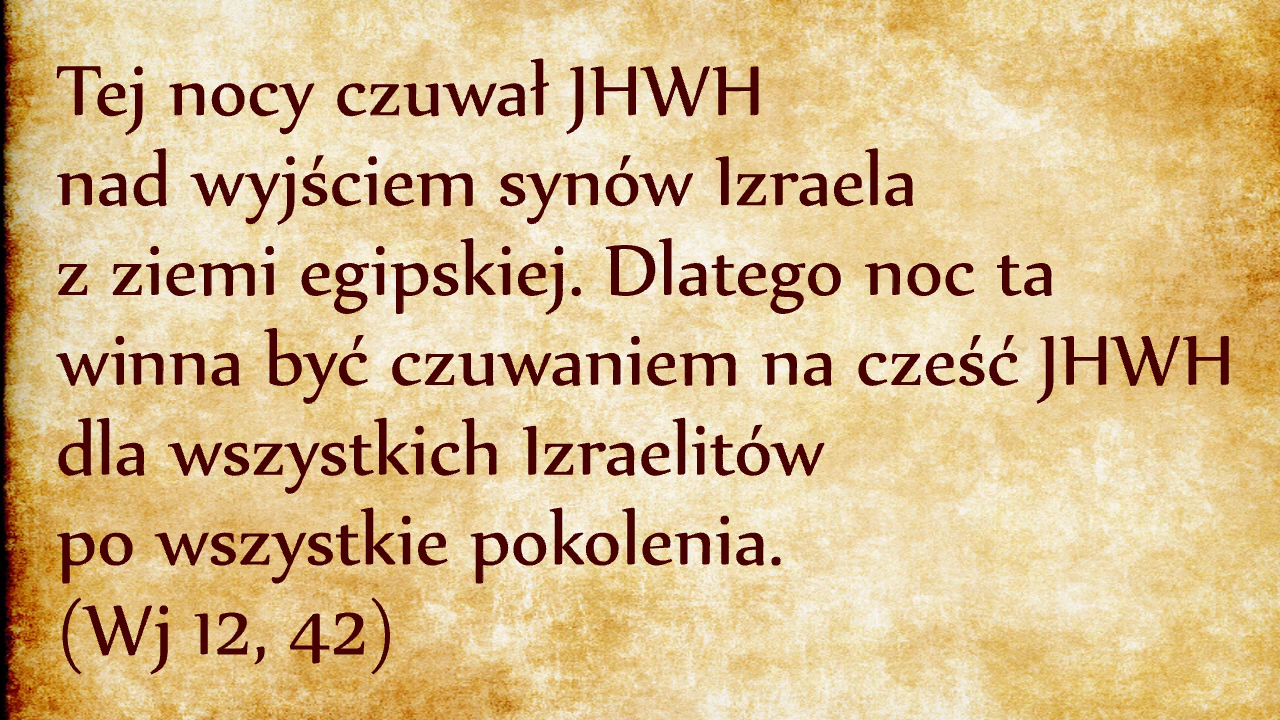 Tej nocy czuwał JHWH
nad wyjściem synów Izraela
z ziemi egipskiej. Dlatego noc ta
winna być czuwaniem na cześć JHWH
dla wszystkich Izraelitów
po wszystkie pokolenia.
(Wj 12, 42)